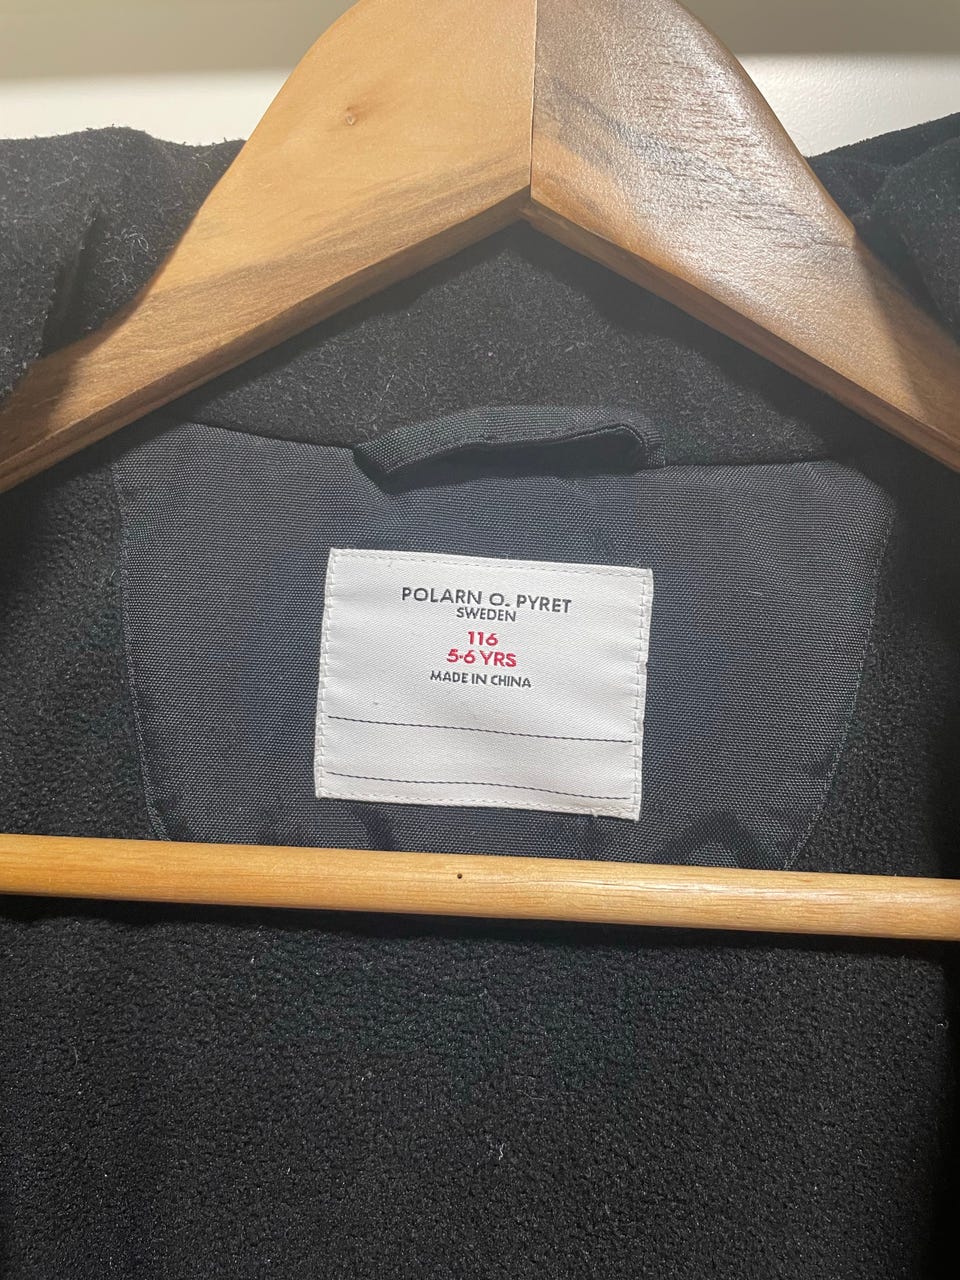 POLARN O. PYRET
SWEDEN
116
5-6 YRS
MADE IN CHINA